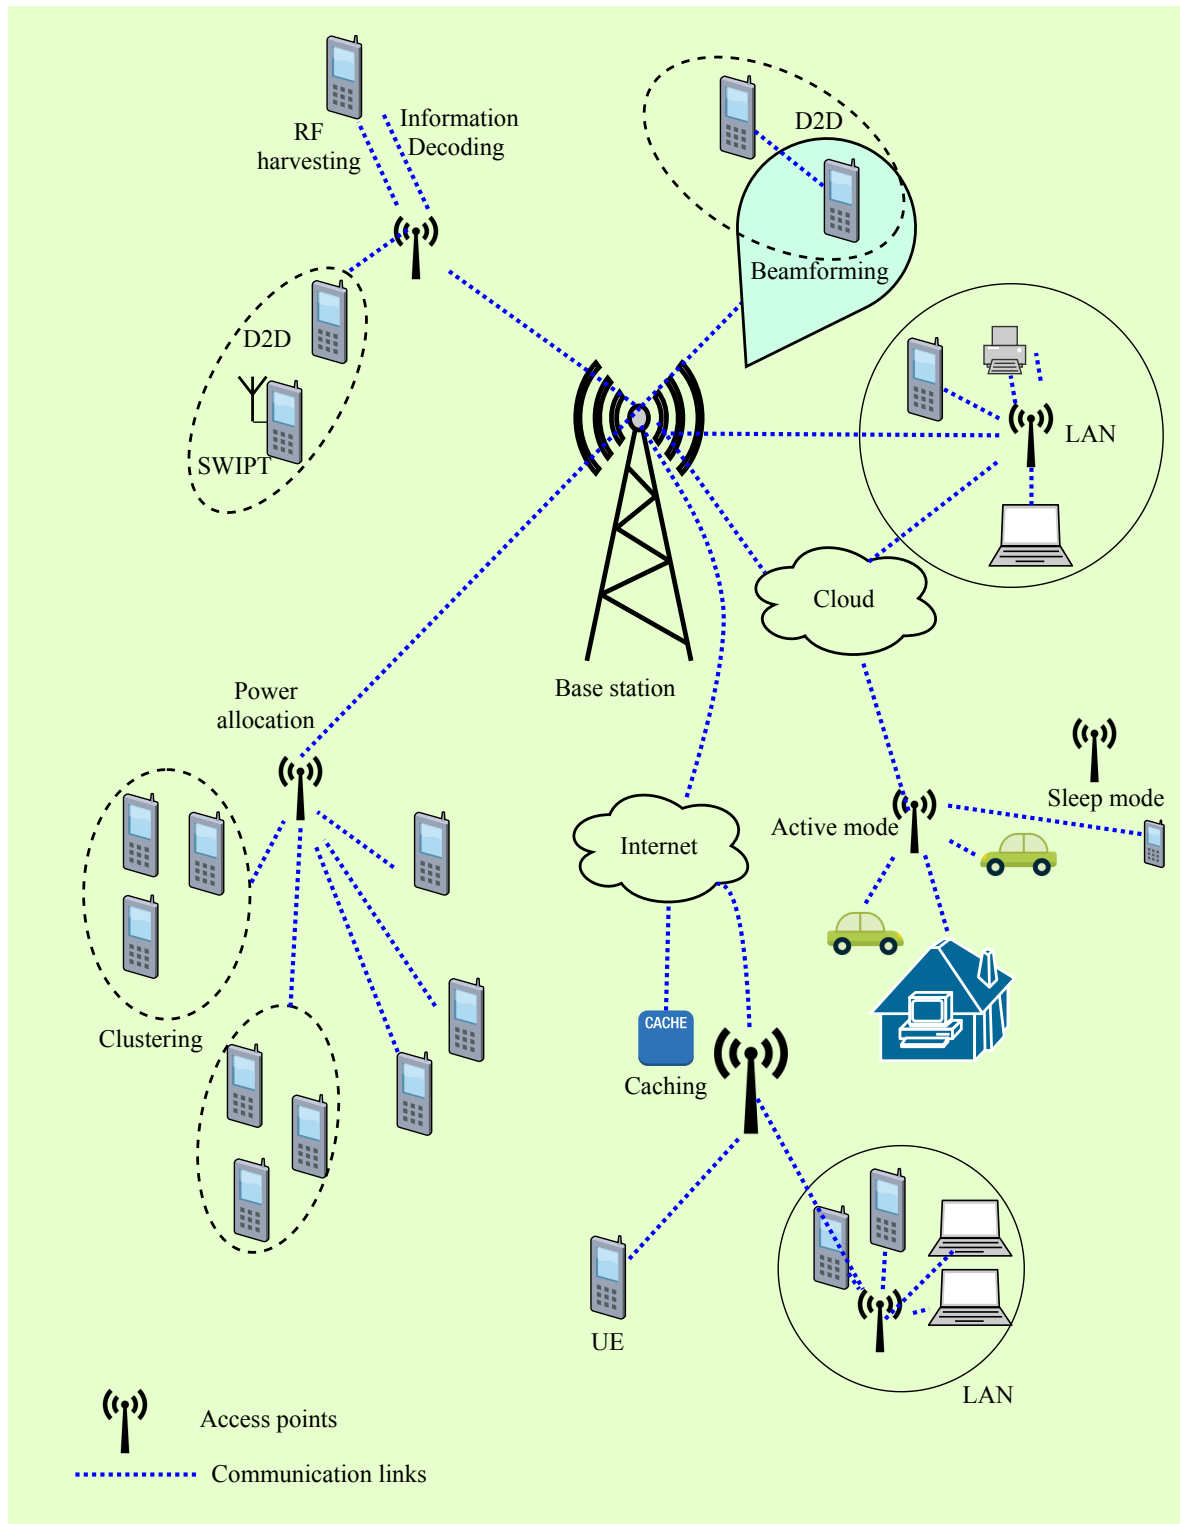 RF
harvesting
Information
Decoding
D2D
Beamforming
D2D
SWIPT
LAN
Cloud
Base station
Power
allocation
Sleep mode
Active mode
Internet
Clustering
CACHE
Caching
UE
LAN
Access points
Communication links